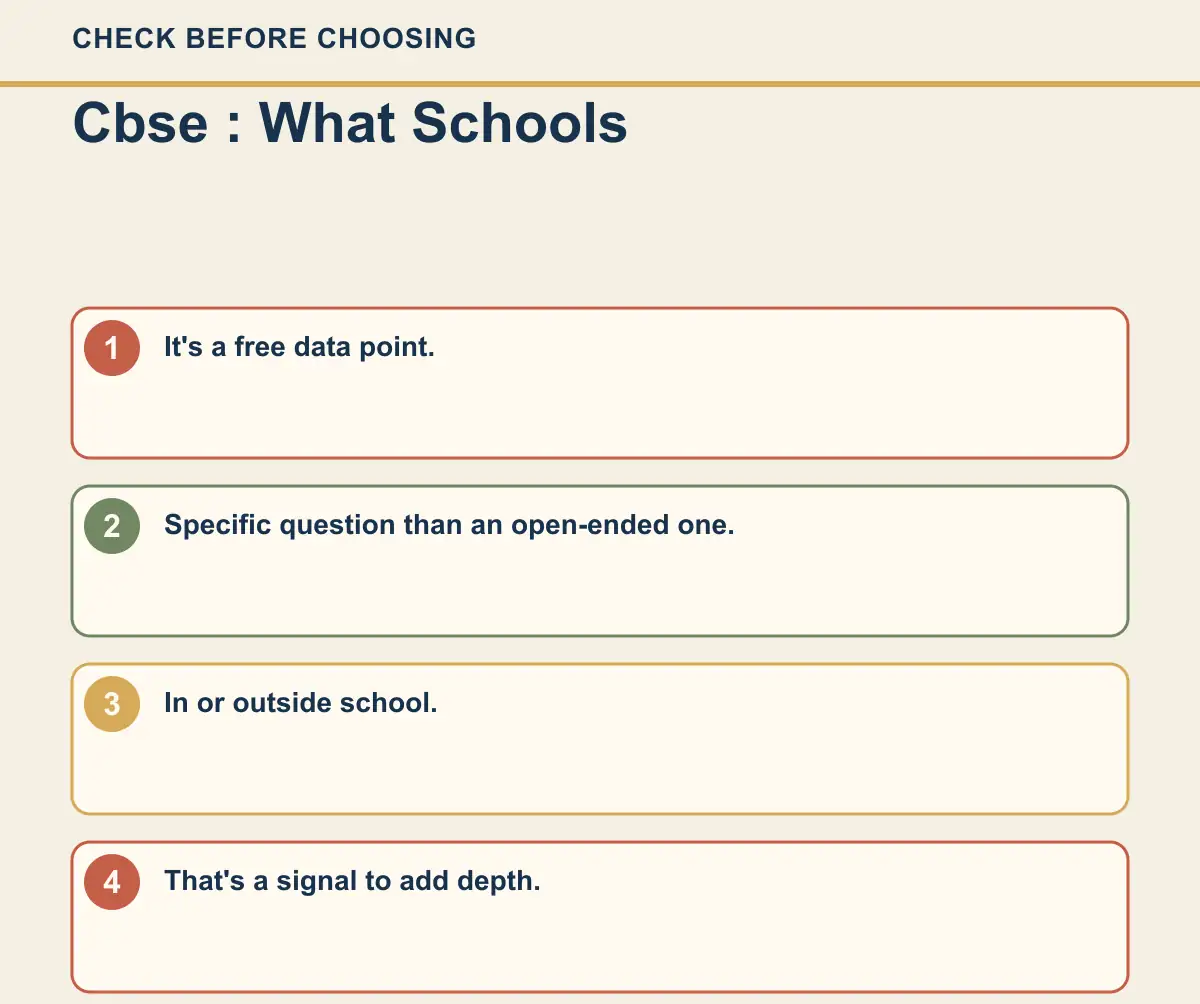 CHECK BEFORE CHOOSING
Cbse : What Schools
1 It's a free data point.
2 Specific question than an open-ended one.
3 In or outside school.
4 That's a signal to add depth.